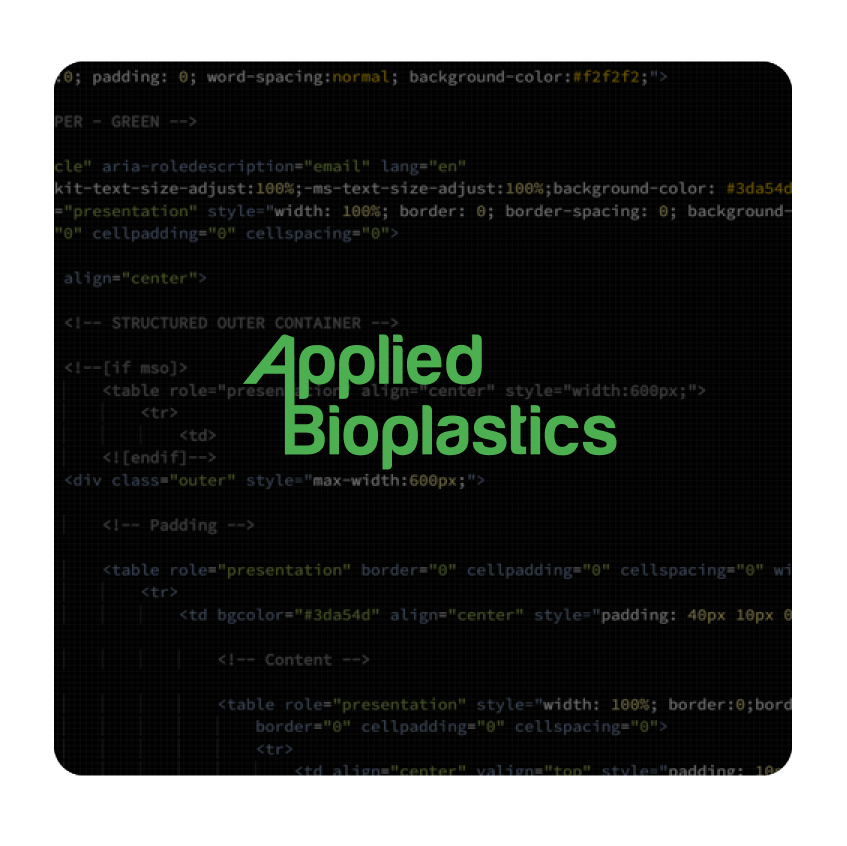 :0; padding: 0; word-spacing:normal; background-color:#f2f2f2;">
PER - GREEN -->
cle" aria-roledescription="email" lang="en"
kit-text-size-adjust:100%;-ms-text-size-adjust:100%;background-color: #3da54d
="presentation" style="width: 100%; border: 0; border-spacing: 0; background-
"0" cellpadding="0" cellspacing="0">
align="center">
<!-- STRUCTURED OUTER CONTAINER -->
Applied
Bioplastics
<!--[if mso]>
<table role="presentation" align="center" style="width:600px;">
<tr>
<td>
<![endif]-->
<div class="outer" style="max-width:600px;">
<!-- Padding -->
<table role="presentation" border="0" cellpadding="0" cellspacing="0" wi
<tr>
<td bgcolor="#3da54d" align="center" style="padding: 40px 10px 0
<!-- Content -->
<table role="presentation" style="width: 100%; border:0;bord
border="0" cellpadding="0" cellspacing="0">
<tr>
<td align="center" valign="top" style="padding: 10p